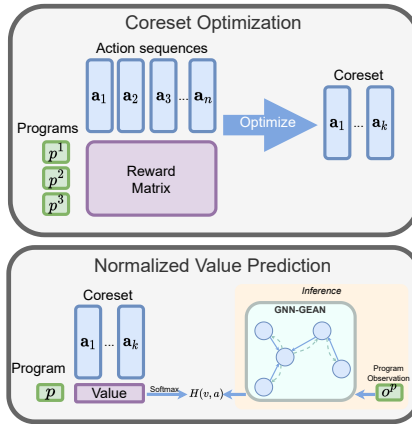 Coreset Optimization
Action sequences
a₁ a₂ a₃ ... aₙ
Optimize
Coreset
a₁ ... aₖ
Programs
p¹
p²
p³
Reward
Matrix
Normalized Value Prediction
Coreset
a₁ ... aₖ
Program
p
Value
Softmax
H(v, a)
Inference
GNN-GEAN
Program
Observation
oᵖ